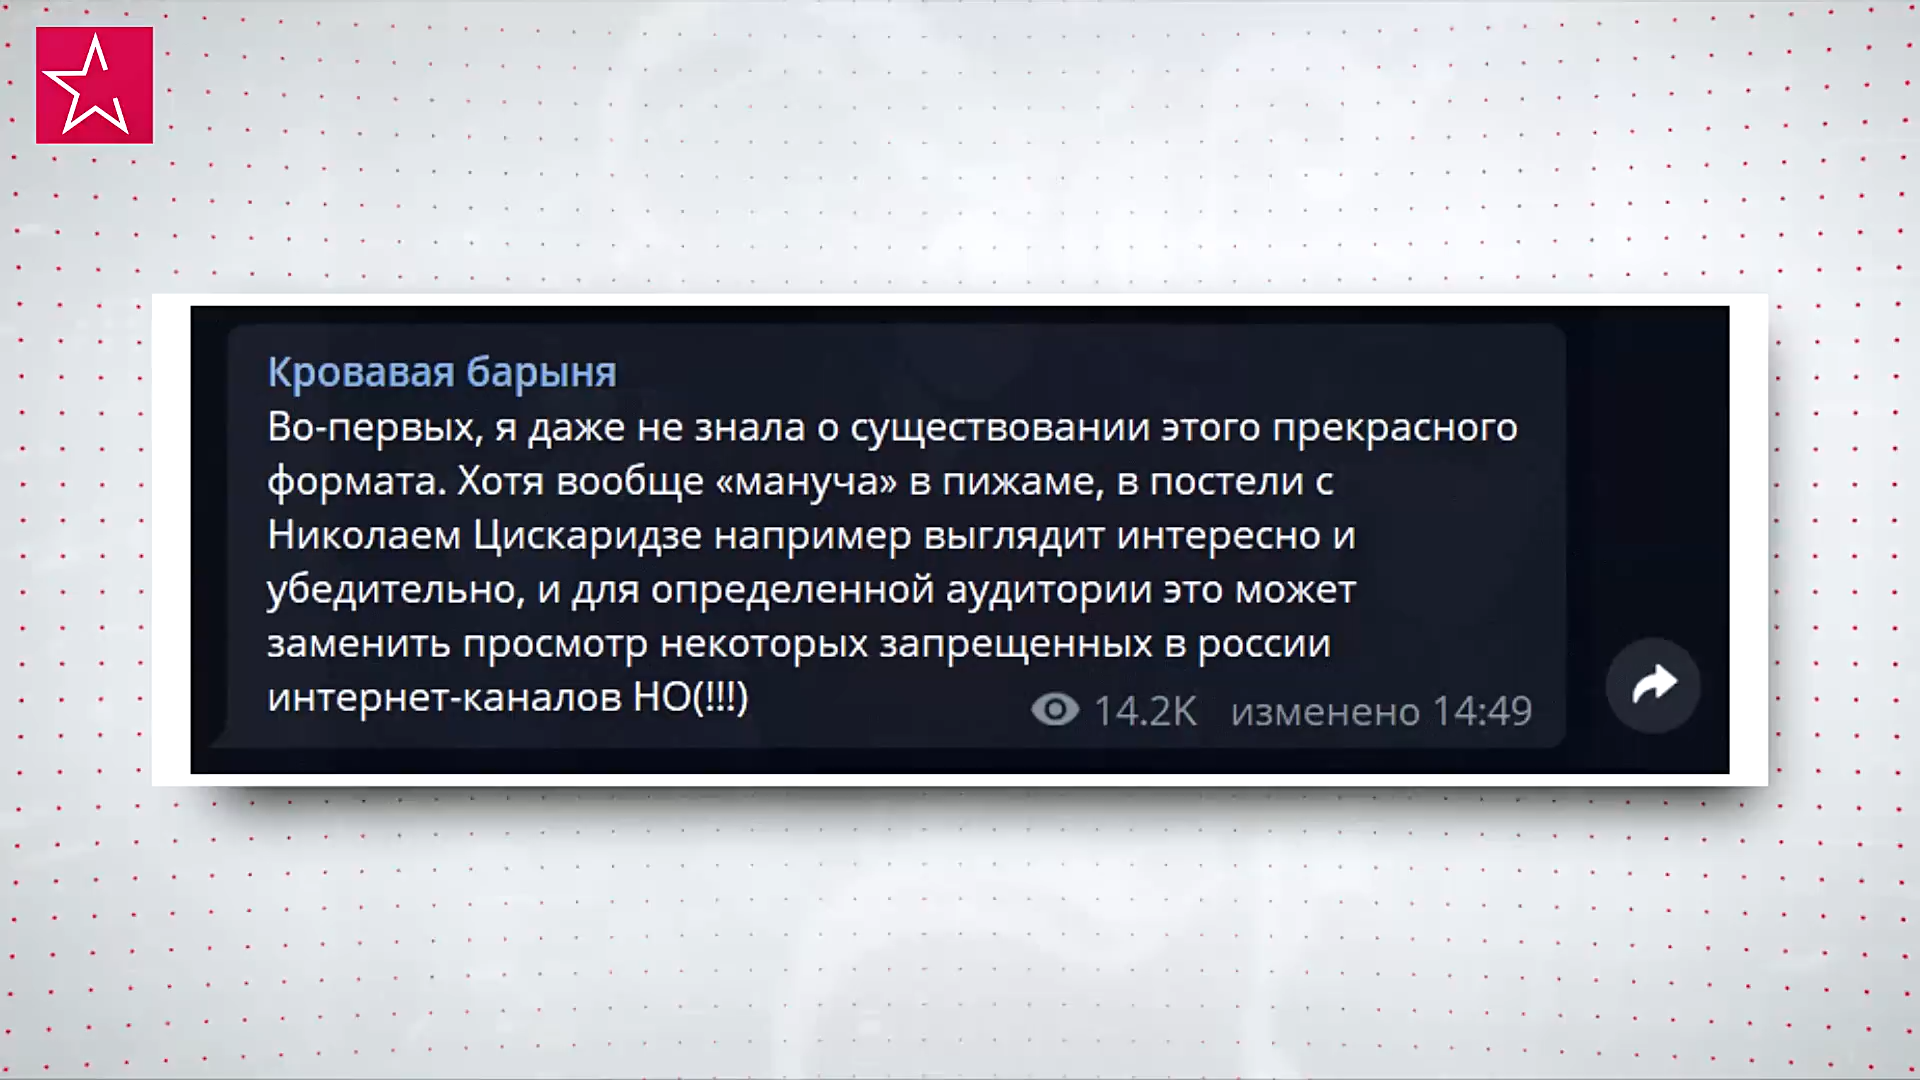 Кровавая барыня
Во-первых, я даже не знала о существовании этого прекрасного
формата. Хотя вообще «мануча» в пижаме, в постели с
Николаем Цискаридзе например выглядит интересно и
убедительно, и для определенной аудитории это может
заменить просмотр некоторых запрещенных в россии
интернет-каналов НО(!!!)
14.2K изменено 14:49